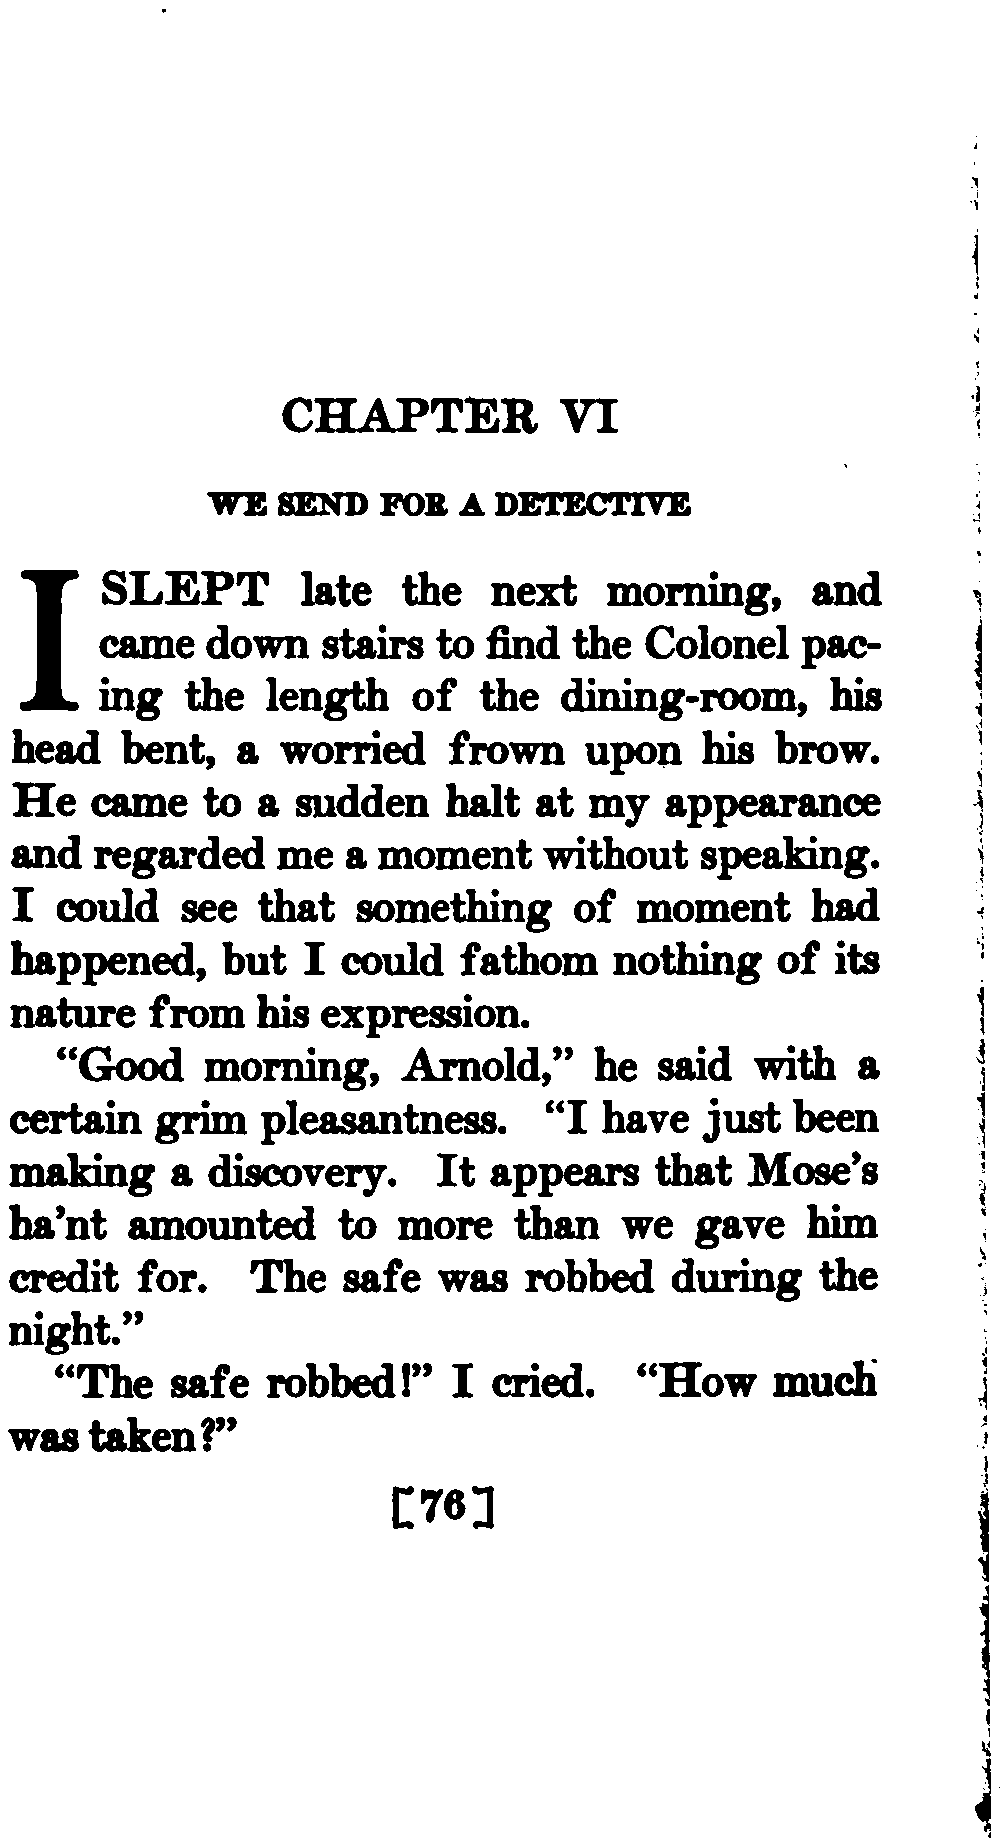 CHAPTER VI
WE SEND FOR A DETECTIVE
I SLEPT late the next morning, and
came down stairs to find the Colonel pac-
ing the length of the dining-room, his
head bent, a worried frown upon his brow.
He came to a sudden halt at my appearance
and regarded me a moment without speaking.
I could see that something of moment had
happened, but I could fathom nothing of its
nature from his expression.
“Good morning, Arnold,” he said with a
certain grim pleasantness. “I have just been
making a discovery. It appears that Mose’s
ha’nt amounted to more than we gave him
credit for. The safe was robbed during the
night.”
“The safe robbed!” I cried. “How much
was taken?”
[76]